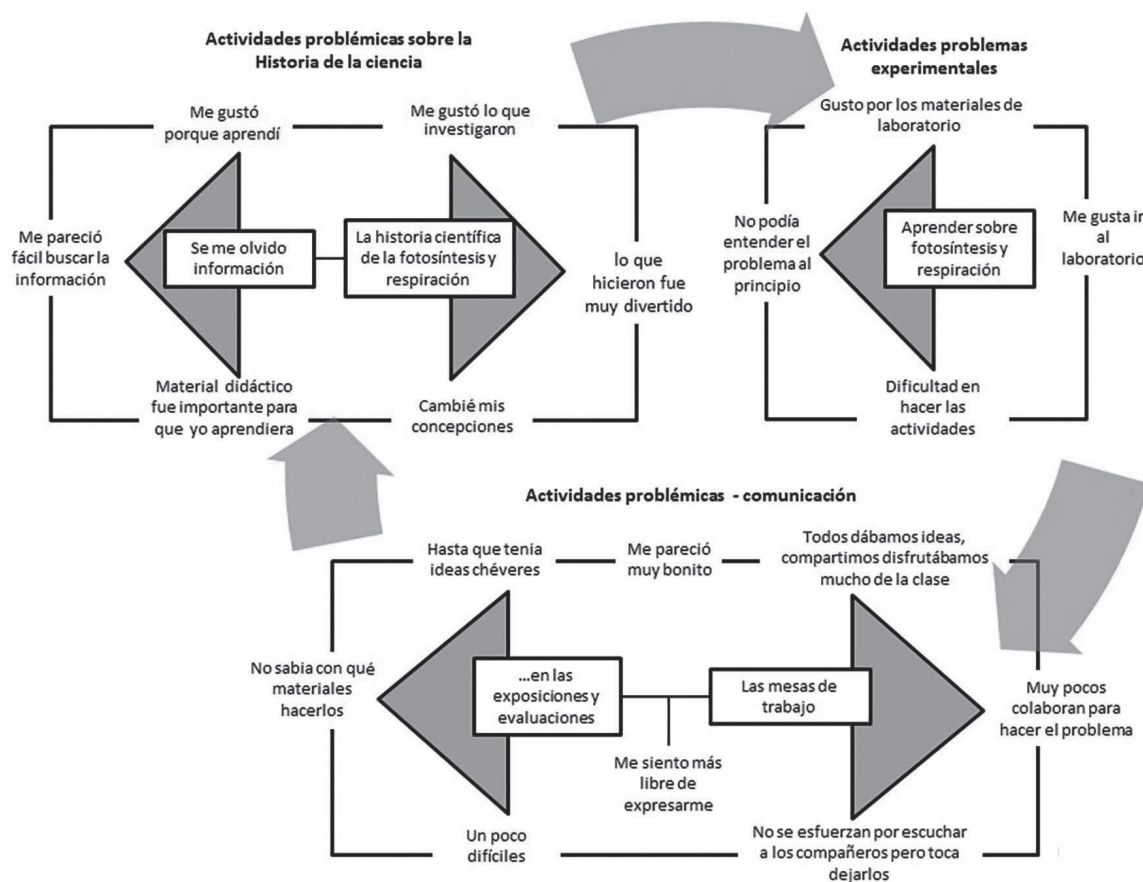 Actividades problémicas sobre la
Historia de la ciencia
Me gustó
porque aprendí
Me gustó lo que
investigaron
Me pareció
fácil buscar la
información
Se me olvido
información
La historia científica
de la fotosíntesis y
respiración
lo que
hicieron fue
muy divertido
Material didáctico
fue importante para
que yo aprendiera
Cambié mis
concepciones
Actividades problemas
experimentales
Gusto por los materiales de
laboratorio
No podía
entender el
problema al
principio
Aprender sobre
fotosíntesis y
respiración
Me gusta ir
al
laboratorio
Dificultad en
hacer las
actividades
Actividades problémicas - comunicación
Hasta que tenia
ideas chéveres
Me pareció
muy bonito
Todos dábamos ideas,
compartimos disfrutábamos
mucho de la clase
No sabia con qué
materiales
hacerlos
...en las
exposiciones y
evaluaciones
Las mesas de
trabajo
Muy pocos
colaboran para
hacer el problema
Me siento más
libre de
expresarme
Un poco
difíciles
No se esfuerzan por escuchar
a los compañeros pero toca
dejarlos